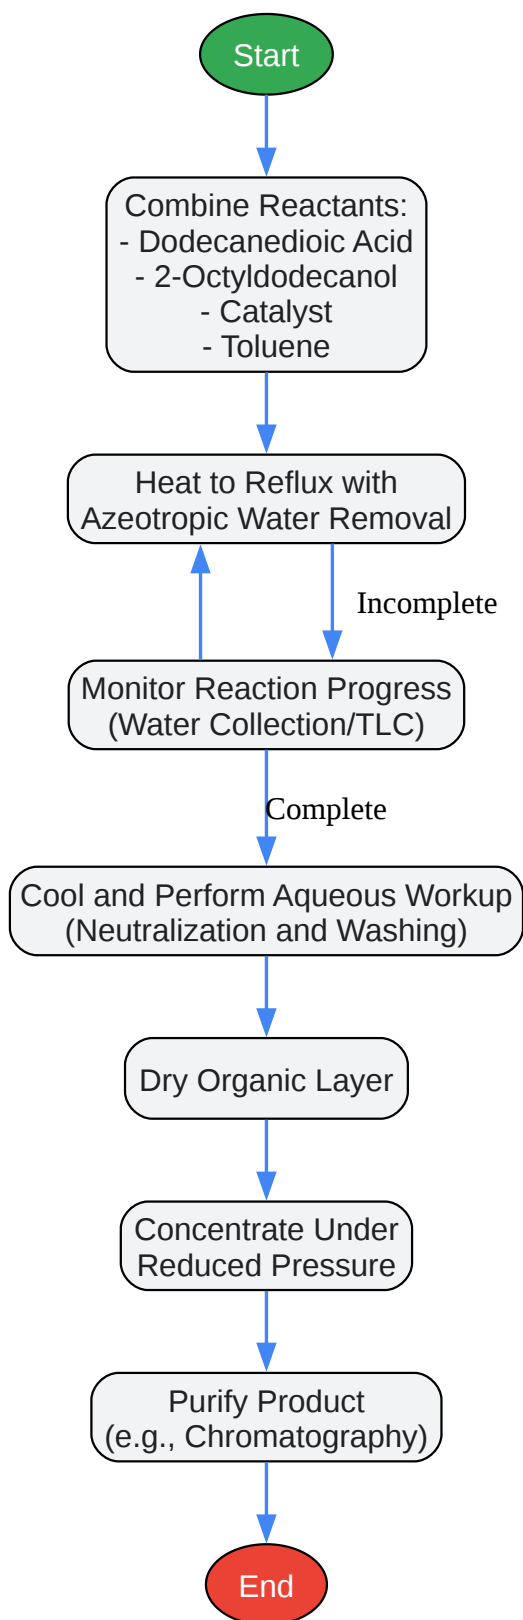 Start
Combine Reactants:
- Dodecanedioic Acid
- 2-Octyldodecanol
- Catalyst
- Toluene
Heat to Reflux with
Azeotropic Water Removal
Incomplete
Monitor Reaction Progress
(Water Collection/TLC)
Complete
Cool and Perform Aqueous Workup
(Neutralization and Washing)
Dry Organic Layer
Concentrate Under
Reduced Pressure
Purify Product
(e.g., Chromatography)
End